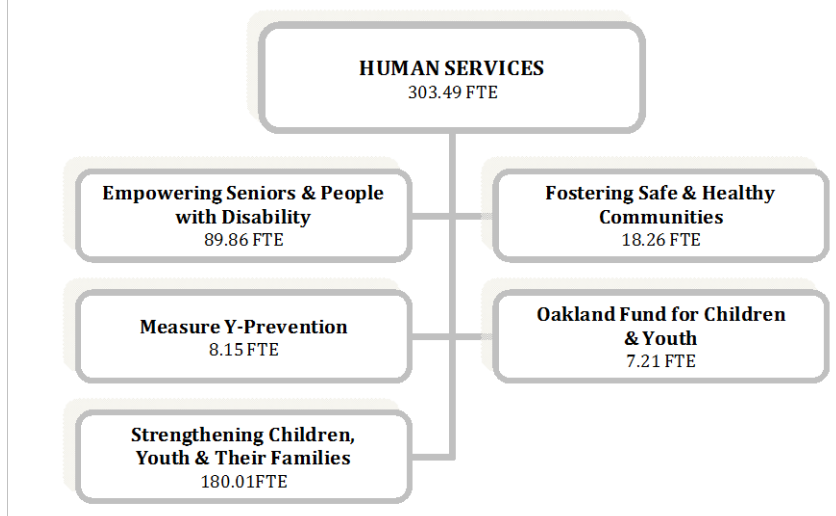 HUMAN SERVICES
303.49 FTE
Empowering Seniors & People
with Disability
89.86 FTE
Fostering Safe & Healthy
Communities
18.26 FTE
Measure Y-Prevention
8.15 FTE
Oakland Fund for Children
& Youth
7.21 FTE
Strengthening Children,
Youth & Their Families
180.01FTE